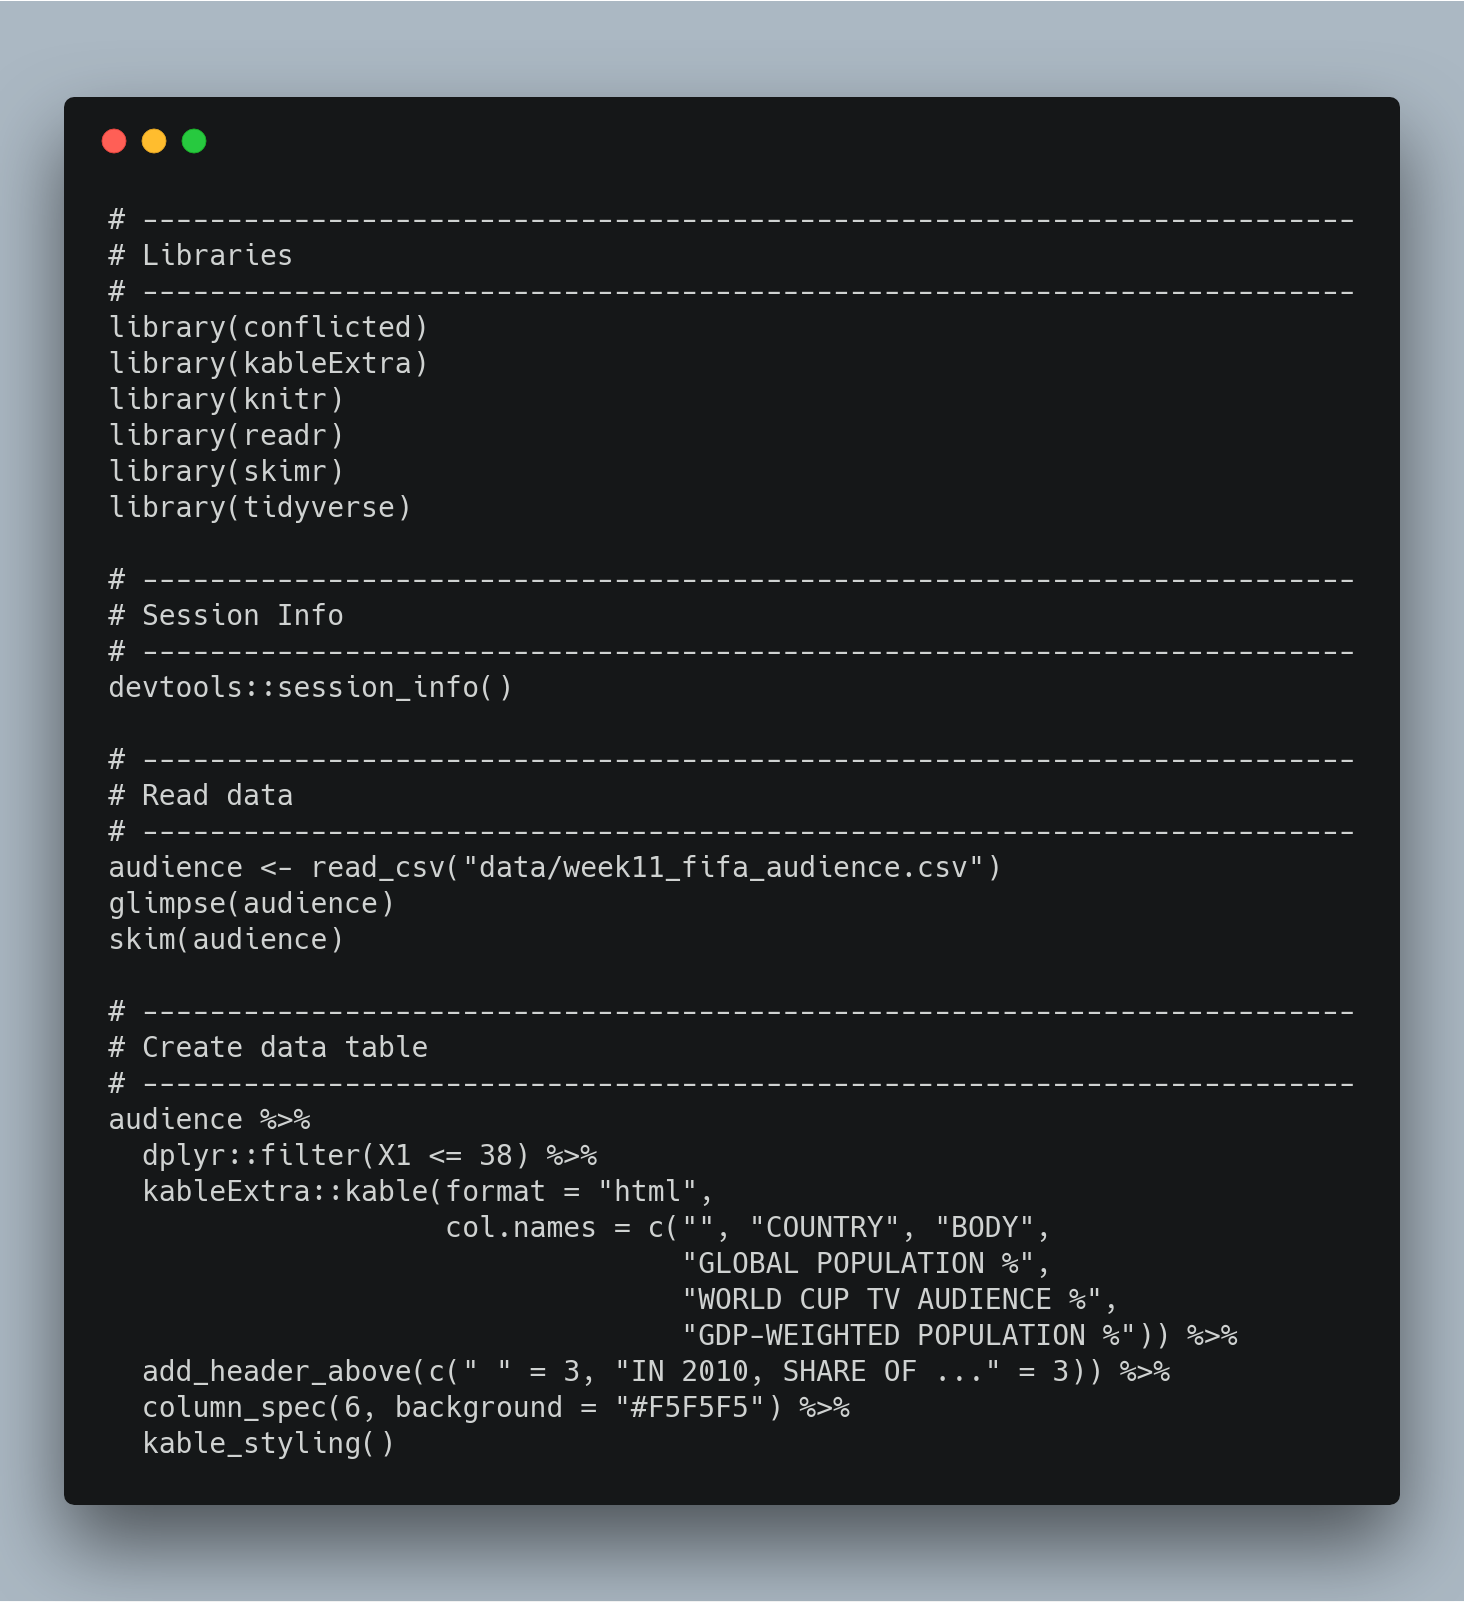 # ------------------------------------------------------------------------
# Libraries
# ------------------------------------------------------------------------
library(conflicted)
library(kableExtra)
library(knitr)
library(readr)
library(skimr)
library(tidyverse)

# ------------------------------------------------------------------------
# Session Info
# ------------------------------------------------------------------------
devtools::session_info()

# ------------------------------------------------------------------------
# Read data
# ------------------------------------------------------------------------
audience <- read_csv("data/week11_fifa_audience.csv")
glimpse(audience)
skim(audience)

# ------------------------------------------------------------------------
# Create data table
# ------------------------------------------------------------------------
audience %>%
  dplyr::filter(X1 <= 38) %>%
  kableExtra::kable(format = "html",
                    col.names = c("", "COUNTRY", "BODY",
                                  "GLOBAL POPULATION %",
                                  "WORLD CUP TV AUDIENCE %",
                                  "GDP-WEIGHTED POPULATION %")) %>%
  add_header_above(c(" " = 3, "IN 2010, SHARE OF ..." = 3)) %>%
  column_spec(6, background = "#F5F5F5") %>%
  kable_styling()